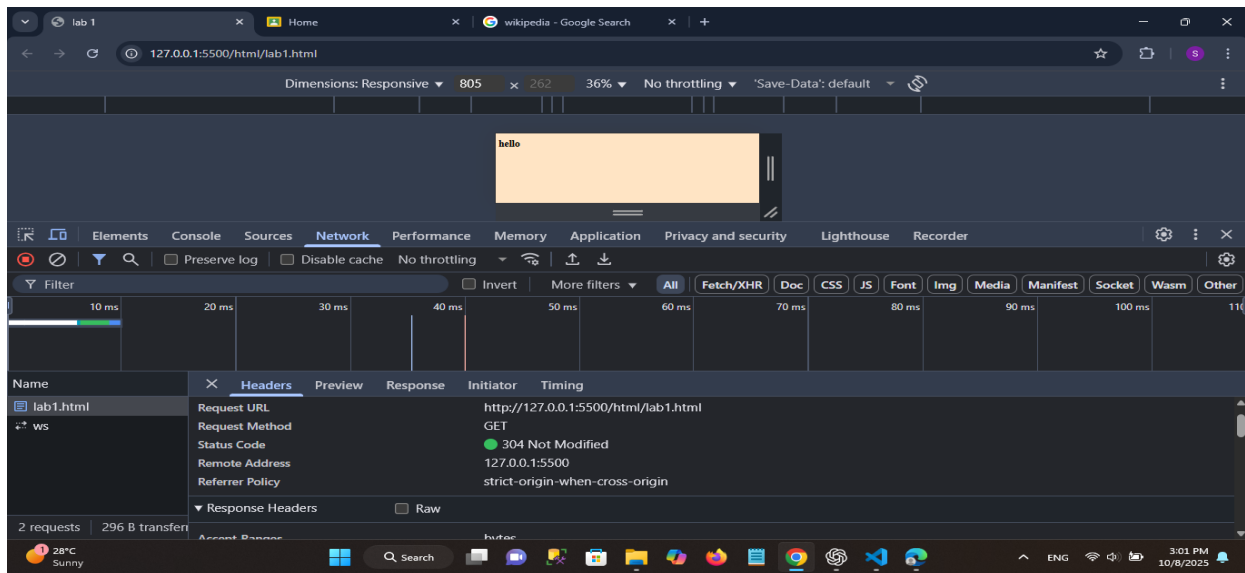 lab 1 Home wikipedia - Google Search
127.0.0.1:5500/html/lab1.html S
Dimensions: Responsive 805 x 262 36% No throttling 'Save-Data': default
hello
Elements Console Sources Network Performance Memory Application Privacy and security Lighthouse Recorder
Preserve log Disable cache No throttling
Filter Invert More filters All Fetch/XHR Doc CSS JS Font Img Media Manifest Socket Wasm Other
10 ms 20 ms 30 ms 40 ms 50 ms 60 ms 70 ms 80 ms 90 ms 100 ms 110
Name Headers Preview Response Initiator Timing
lab1.html Request URL http://127.0.0.1:5500/html/lab1.html
ws Request Method GET
Status Code 304 Not Modified
Remote Address 127.0.0.1:5500
Referrer Policy strict-origin-when-cross-origin
Response Headers Raw
2 requests 296 B transferr
Accept-Ranges bytes
1 28°C Search ENG 3:01 PM
Sunny 10/8/2025